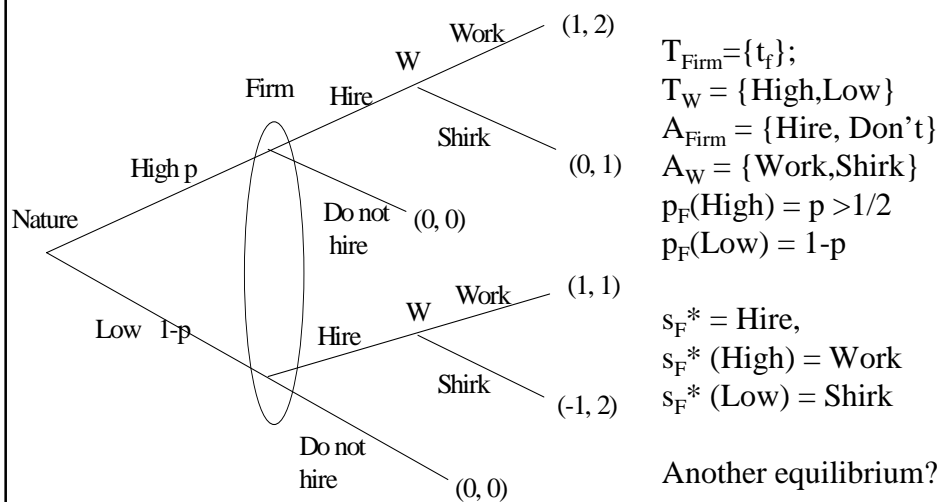 Work
(1, 2)
W
Firm
Hire
Shirk
(0, 1)
High p
Do not
hire
(0, 0)
Nature
Work
(1, 1)
W
Low 1-p
Hire
Shirk
(-1, 2)
Do not
hire
(0, 0)
T_Firm={t_f};
T_W = {High,Low}
A_Firm = {Hire, Don't}
A_W = {Work,Shirk}
p_F(High) = p >1/2
p_F(Low) = 1-p
s_F* = Hire,
s_F* (High) = Work
s_F* (Low) = Shirk
Another equilibrium?